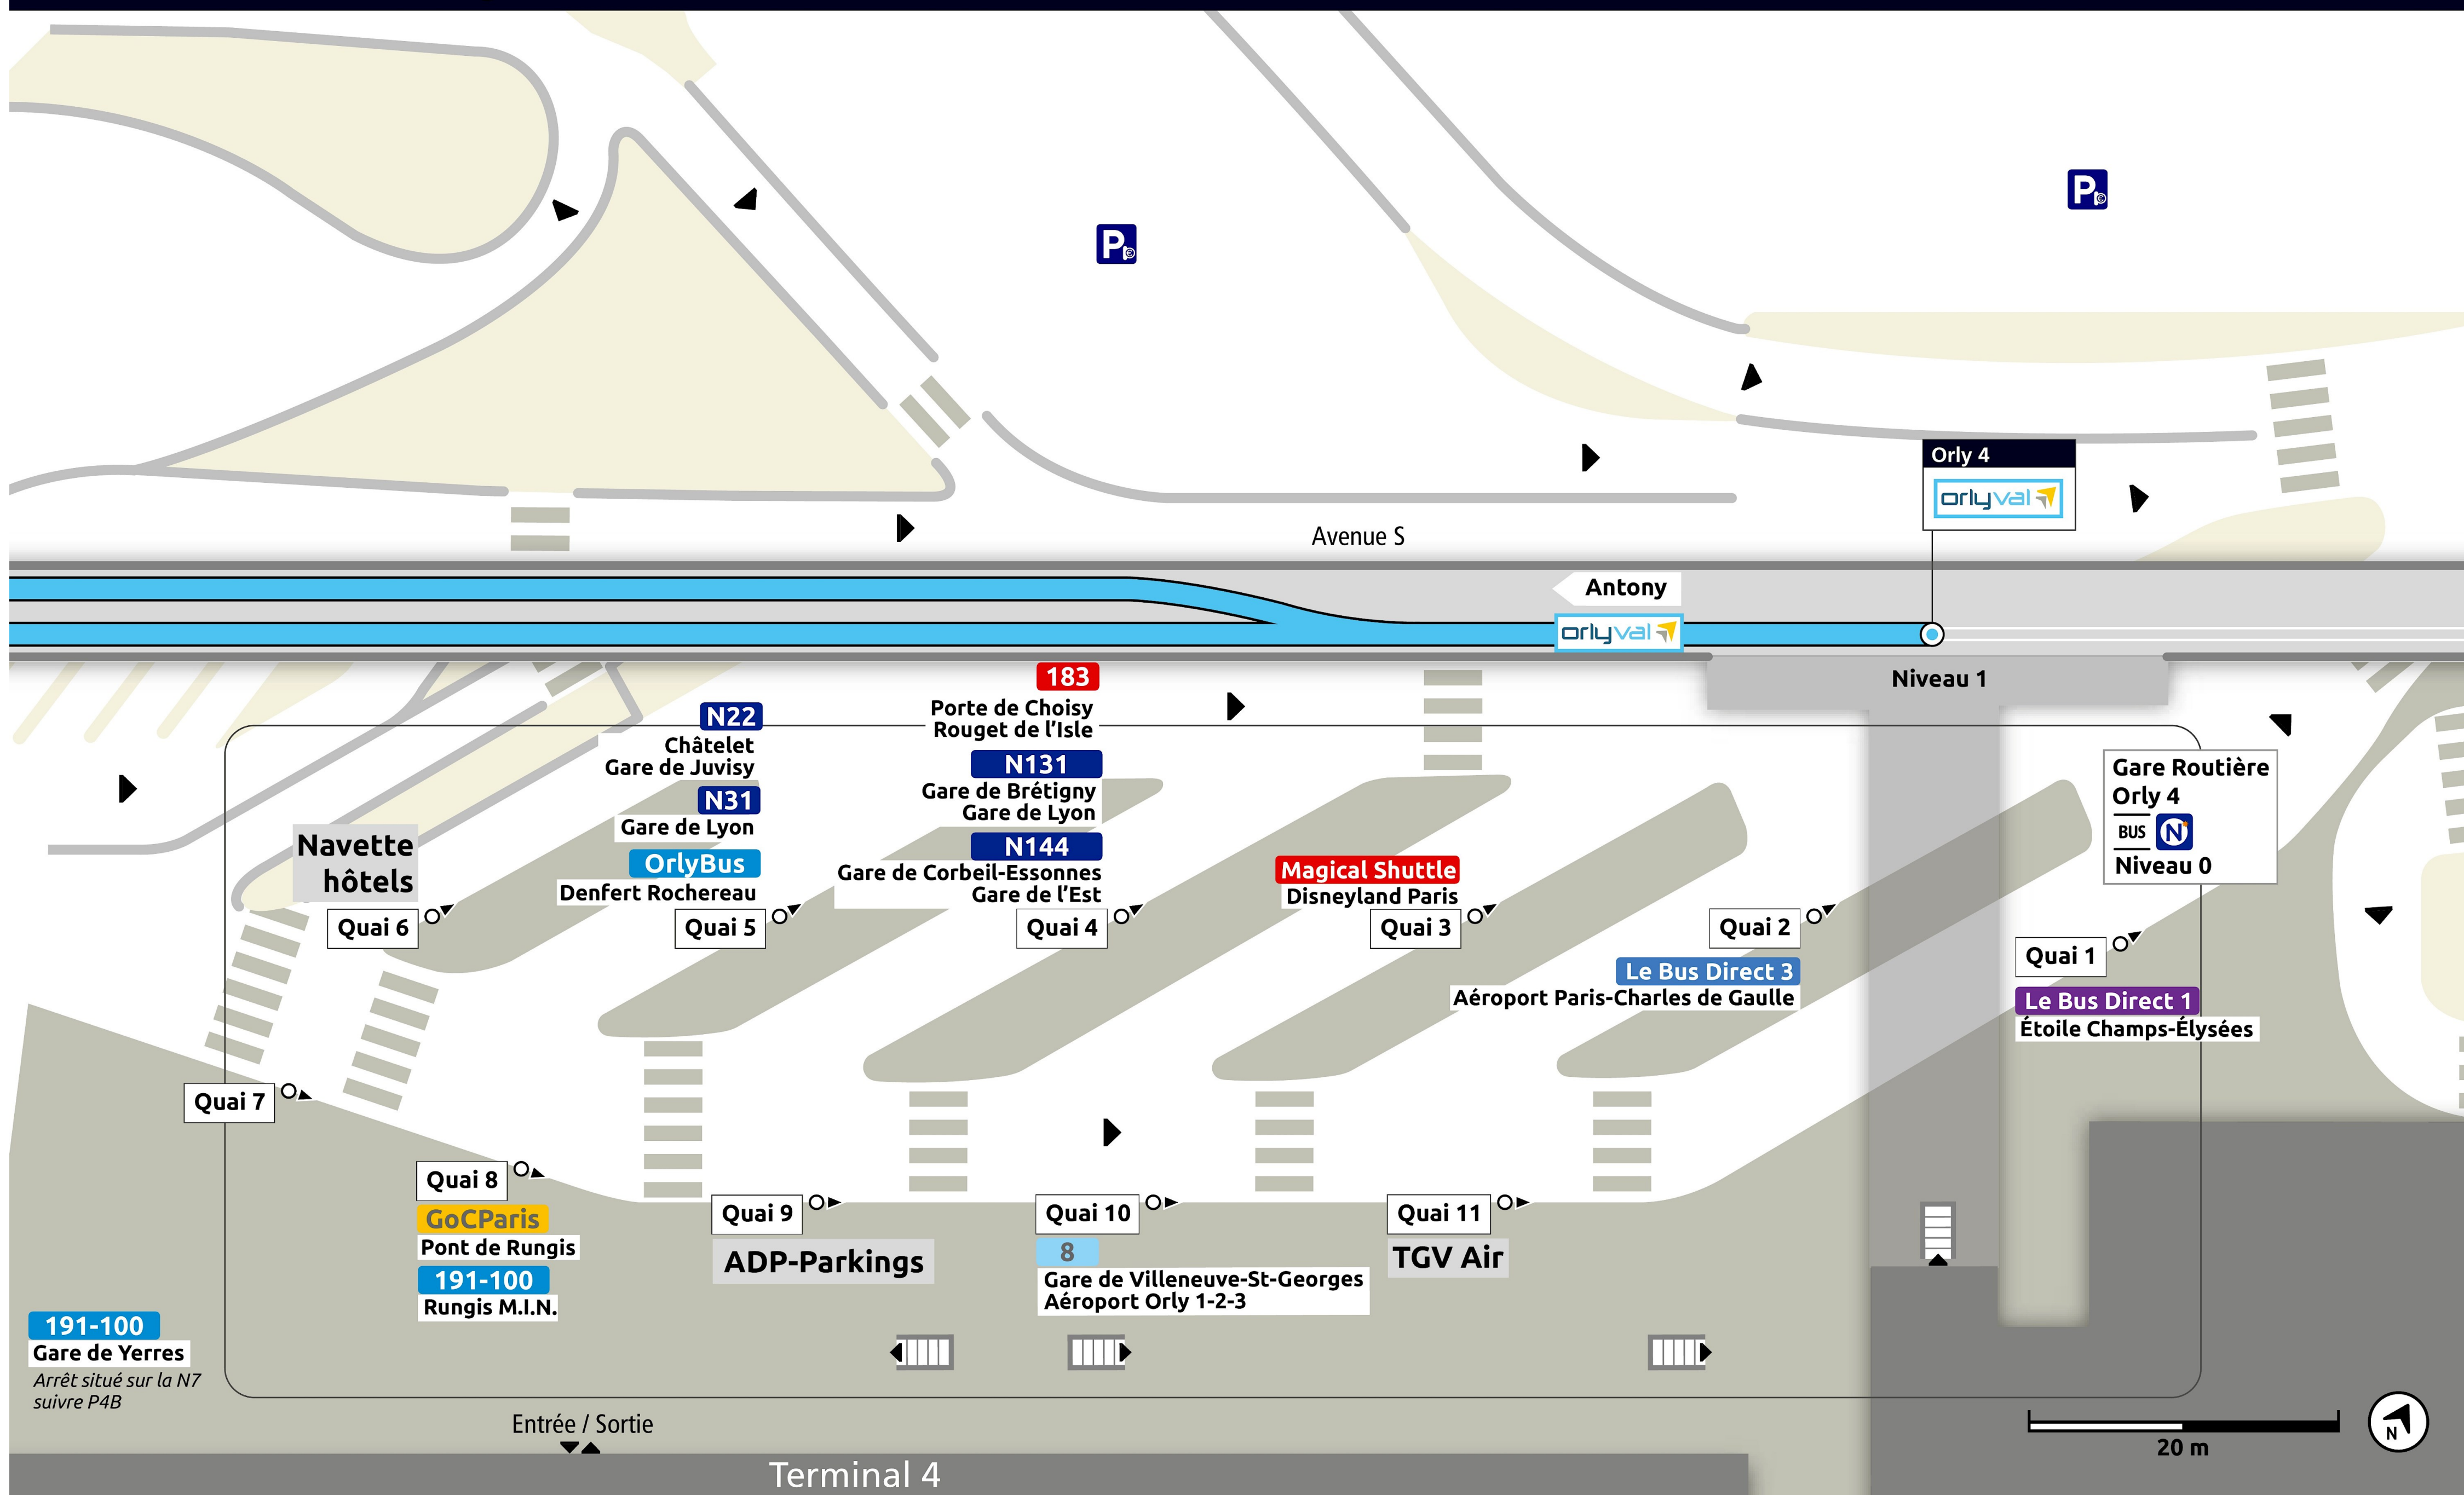 P
P
Orly 4
orlyval
Avenue S
Antony
orlyval
Niveau 1
183
Porte de Choisy
Rouget de l'Isle
N22
Châtelet
Gare de Juvisy
N131
Gare de Brétigny
Gare de Lyon
N31
Gare de Lyon
N144
Gare de Corbeil-Essonnes
Gare de l'Est
OrlyBus
Denfert Rochereau
Navette
hôtels
Magical Shuttle
Disneyland Paris
Gare Routière
Orly 4
BUS N
Niveau 0
Quai 6
Quai 5
Quai 4
Quai 3
Quai 2
Le Bus Direct 3
Aéroport Paris-Charles de Gaulle
Quai 1
Le Bus Direct 1
Étoile Champs-Élysées
Quai 7
Quai 8
GoCParis
Pont de Rungis
191-100
Rungis M.I.N.
Quai 9
ADP-Parkings
Quai 10
8
Gare de Villeneuve-St-Georges
Aéroport Orly 1-2-3
Quai 11
TGV Air
191-100
Gare de Yerres
Arrêt situé sur la N7
suivre P4B
Entrée / Sortie
Terminal 4
20 m
N